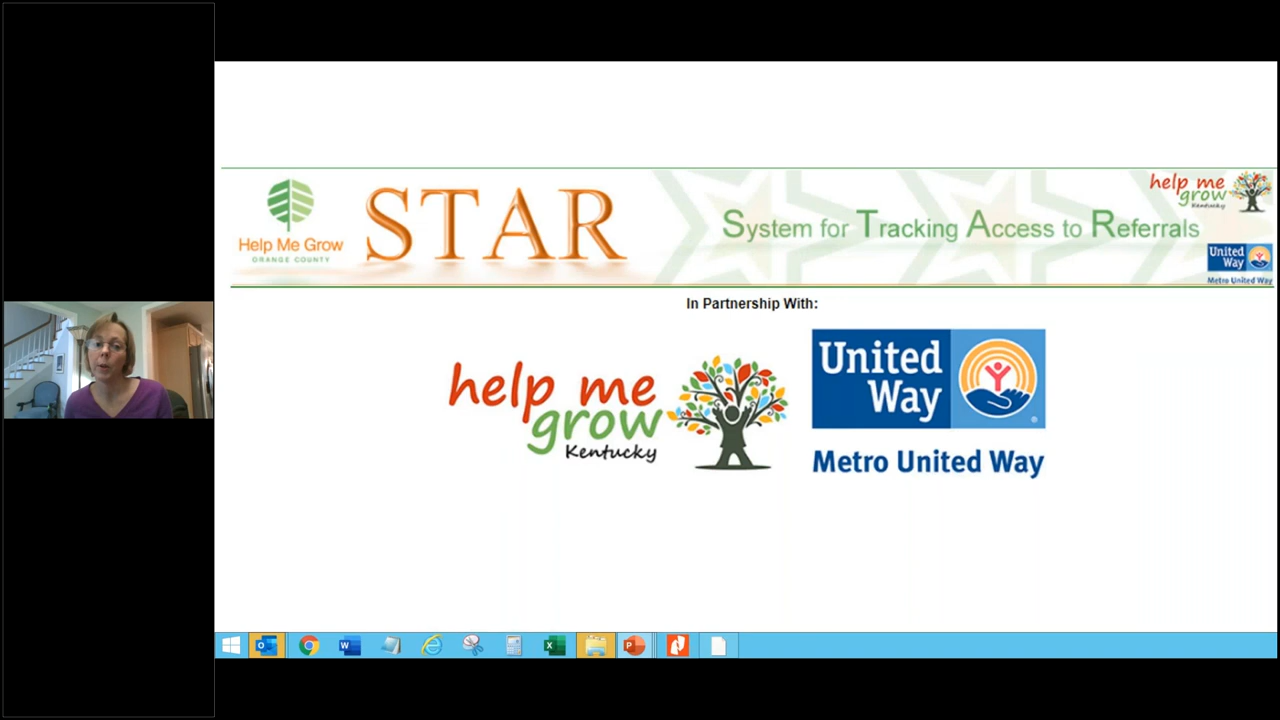 Help Me Grow
ORANGE COUNTY
STAR
System for Tracking Access to Referrals
help me
grow
Kentucky
United
Way
Metro United Way
In Partnership With:
help me
grow
Kentucky
United
Way
Metro United Way